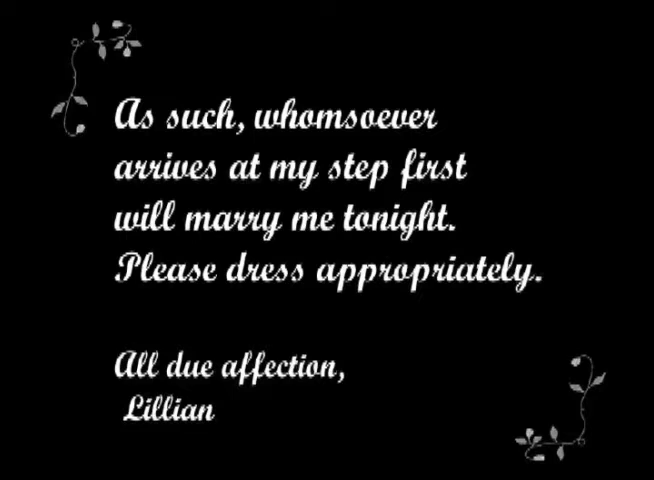 As such, whomsoever
arrives at my step first
will marry me tonight.
Please dress appropriately.
All due affection,
Lillian